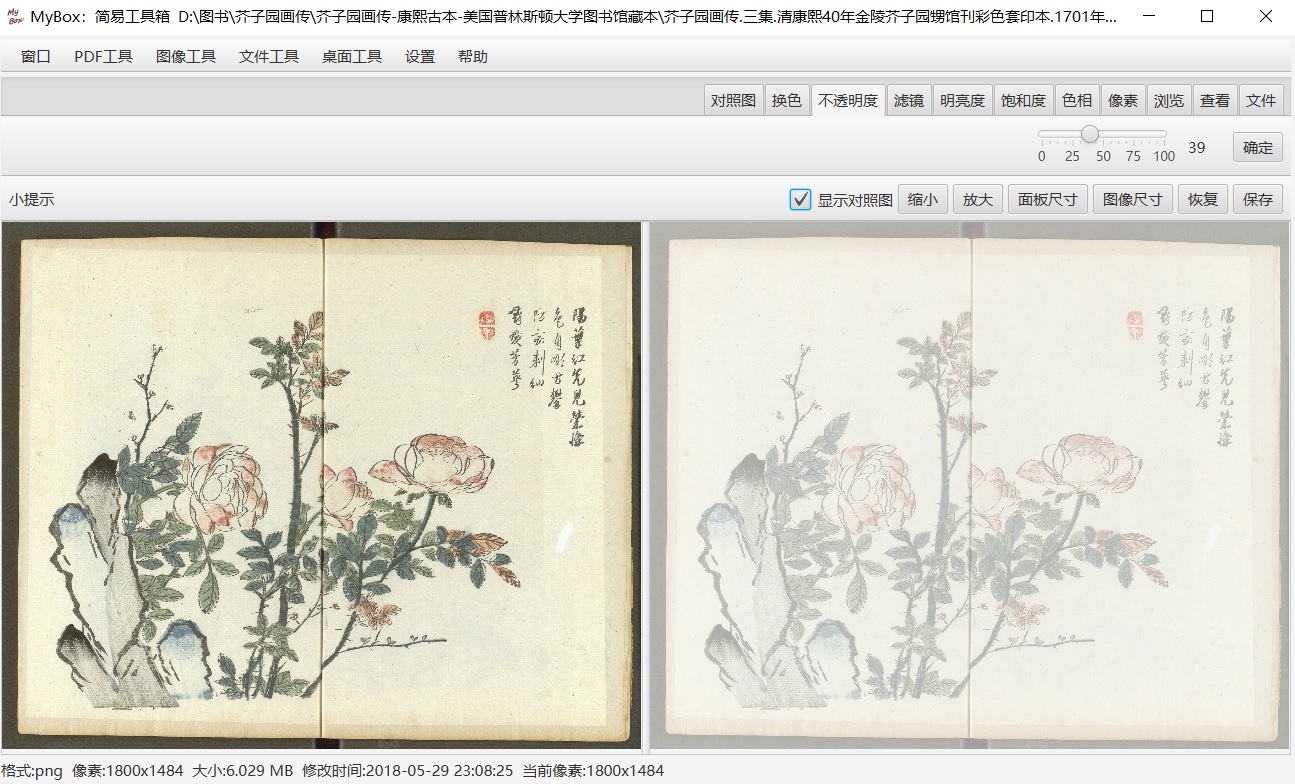 My Box
MyBox：简易工具箱 D:\图书\芥子园画传\芥子园画传-康熙古本-美国普林斯顿大学图书馆藏本\芥子园画传.三集.清康熙40年金陵芥子园甥馆刊彩色套印本.1701年...
窗口 PDF工具 图像工具 文件工具 桌面工具 设置 帮助
对照图 换色 不透明度 滤镜 明亮度 饱和度 色相 像素 浏览 查看 文件
0 25 50 75 100 39 确定
小提示 显示对照图 缩小 放大 面板尺寸 图像尺寸 恢复 保存
格式:png 像素:1800x1484 大小:6.029 MB 修改时间:2018-05-29 23:08:25 当前像素:1800x1484